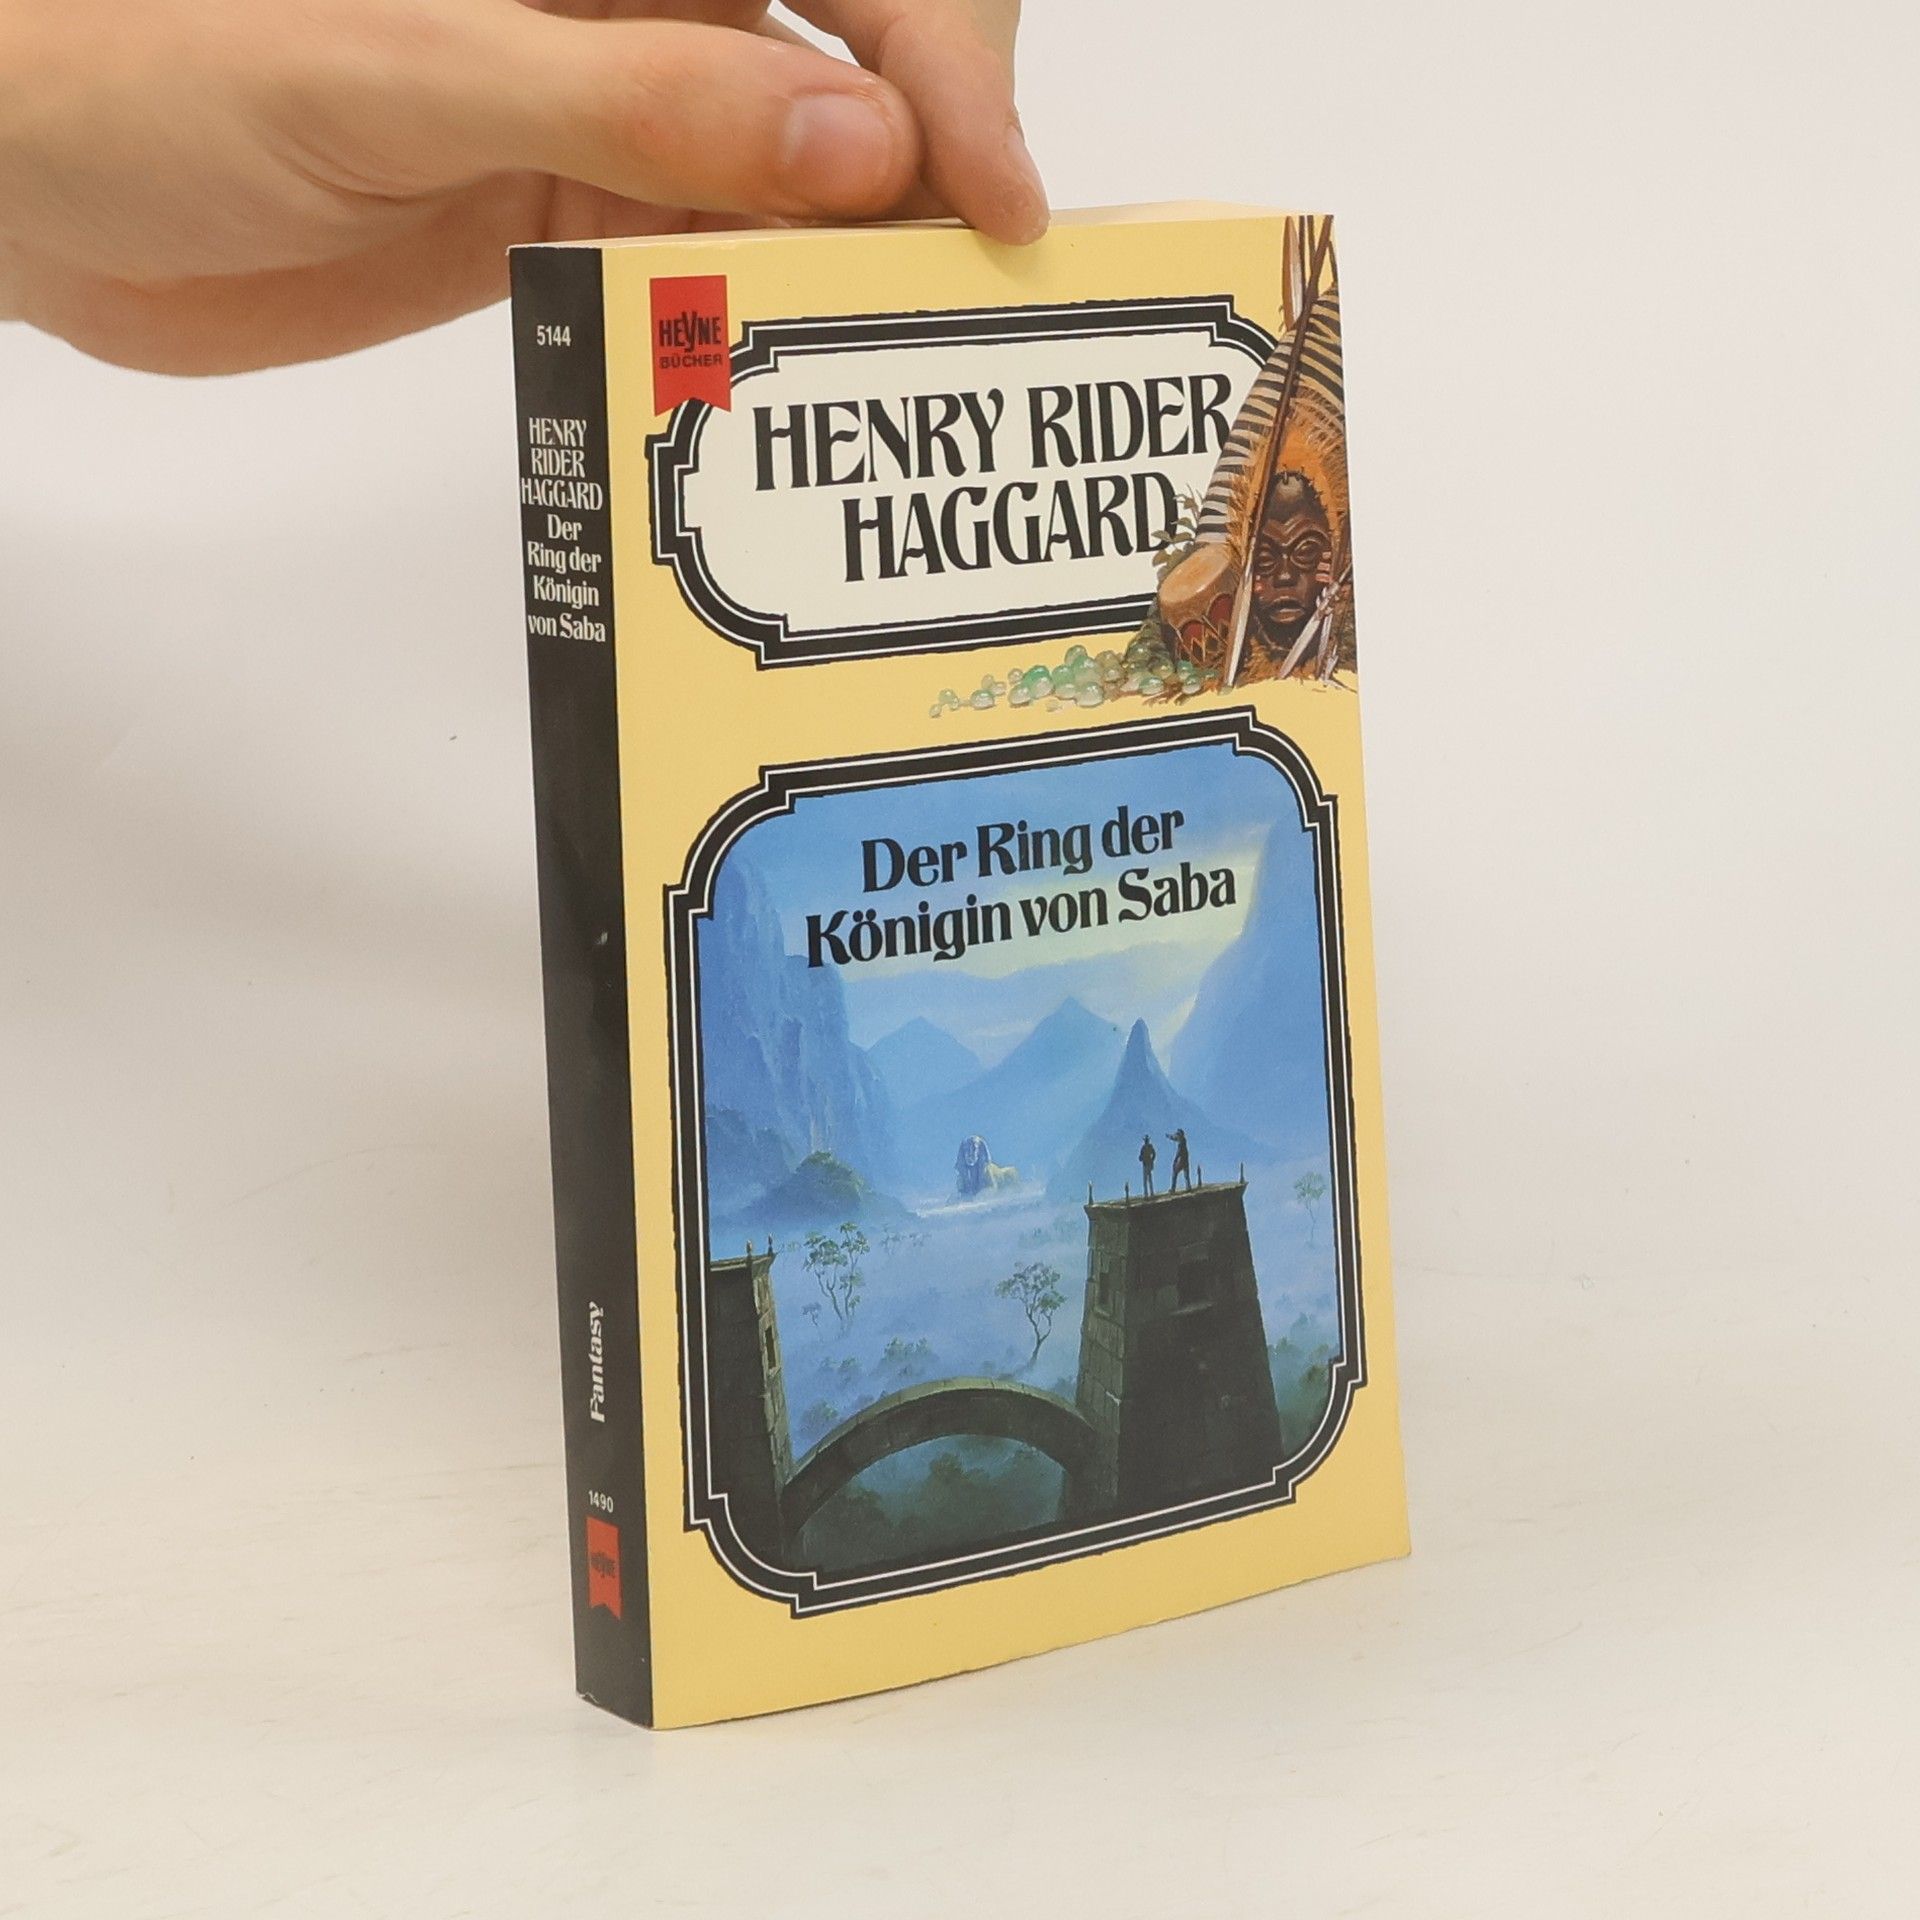 5144
HENRY
RIDER
HAGGARD
Der
Ring der
Königin
von Saba
Fantasy
1490
HEYNE
HEYNE
BÜCHER
HENRY RIDER
HAGGARD
Der Ring der
Königin von Saba